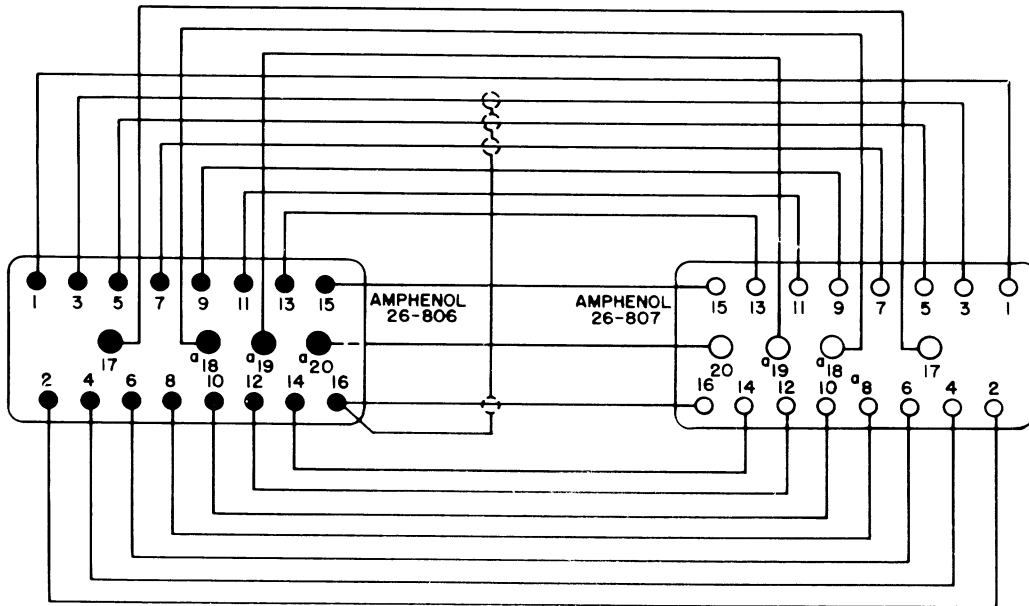 1 3 5 7 9 11 13 15
AMPHENOL
26-806
17 a18 a19 a20
2 4 6 8 10 12 14 16
AMPHENOL
26-807
15 13 11 9 7 5 3 1
20 a19 a18 17
16 14 12 10 a8 6 4 2